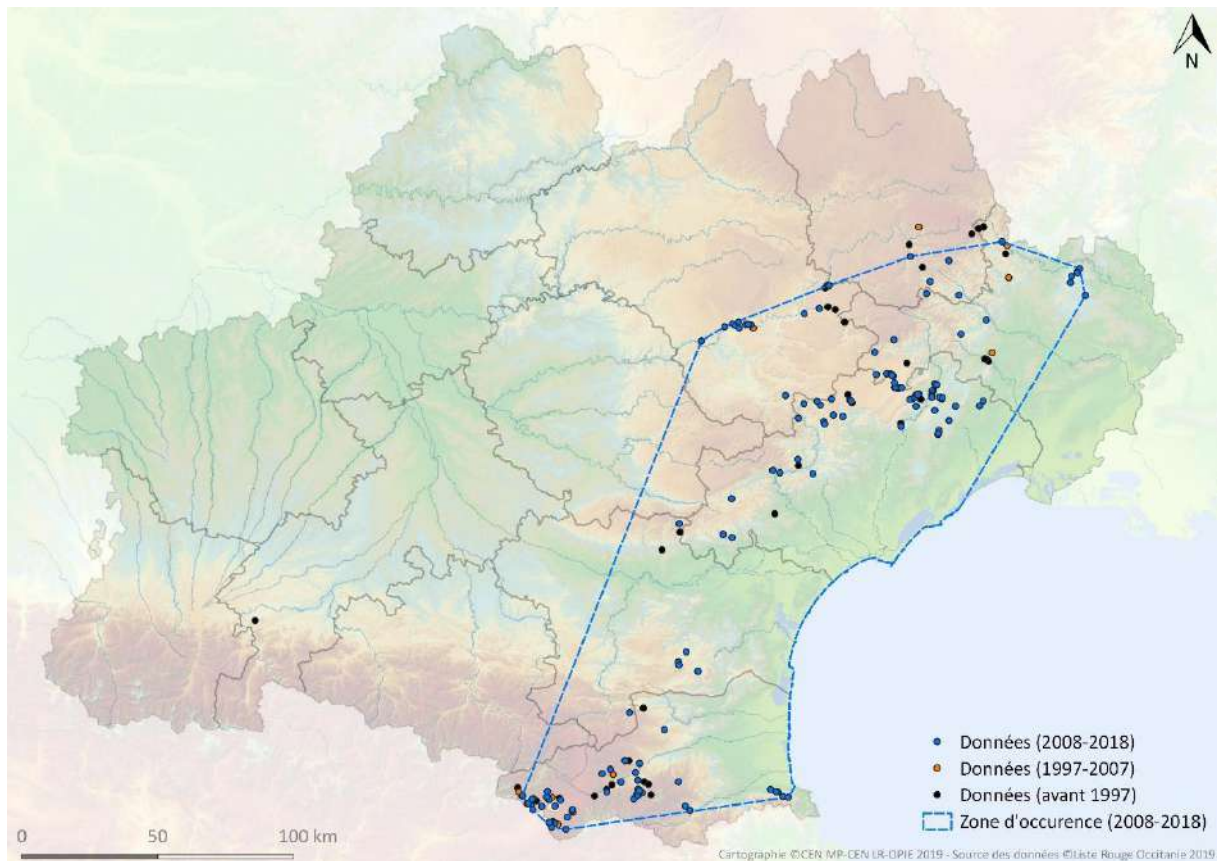 N
Données (2008-2018)
Données (1997-2007)
Données (avant 1997)
Zone d'occurence (2008-2018)
0 50 100 km
Cartographie ©CEN MP-CEN LR-OPIE 2019 - Source des données ©Liste Rouge Occitanie 2019